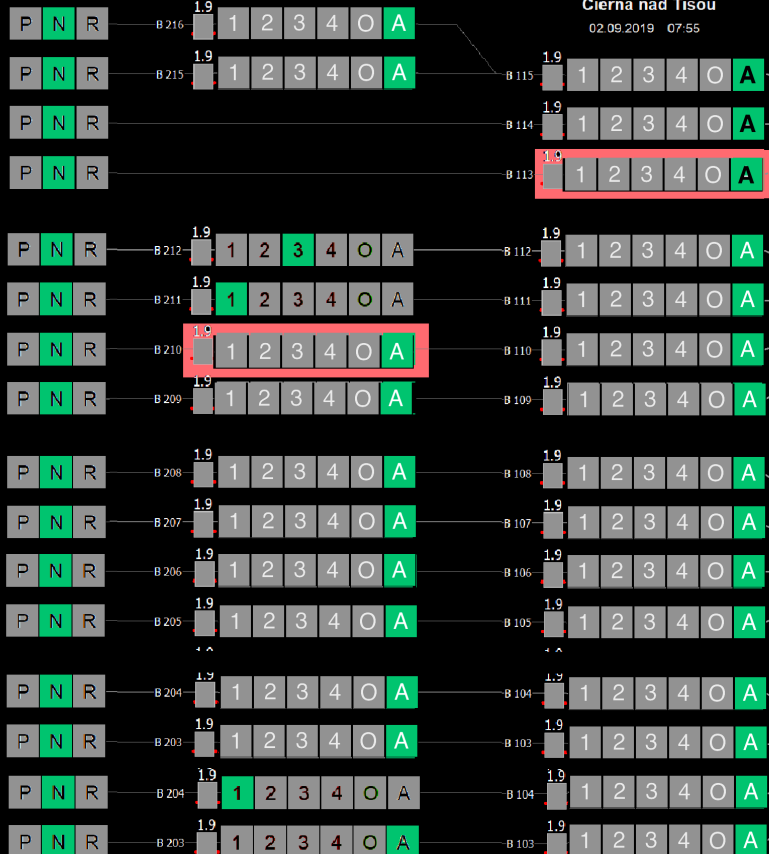 Čierna nad Tisou
02.09.2019 07:55
P N R B 216 1.9 1 2 3 4 O A
P N R B 215 1.9 1 2 3 4 O A B 115 1.9 1 2 3 4 O A
P N R B 114 1.9 1 2 3 4 O A
P N R B 113 1.9 1 2 3 4 O A
P N R B 212 1.9 1 2 3 4 O A B 112 1.9 1 2 3 4 O A
P N R B 211 1.9 1 2 3 4 O A B 111 1.9 1 2 3 4 O A
P N R B 210 1.9 1 2 3 4 O A B 110 1.9 1 2 3 4 O A
P N R B 209 1.9 1 2 3 4 O A B 109 1.9 1 2 3 4 O A
P N R B 208 1.9 1 2 3 4 O A B 108 1.9 1 2 3 4 O A
P N R B 207 1.9 1 2 3 4 O A B 107 1.9 1 2 3 4 O A
P N R B 206 1.9 1 2 3 4 O A B 106 1.9 1 2 3 4 O A
P N R B 205 1.9 1 2 3 4 O A B 105 1.9 1 2 3 4 O A
P N R B 204 1.9 1 2 3 4 O A B 104 1.9 1 2 3 4 O A
P N R B 203 1.9 1 2 3 4 O A B 103 1.9 1 2 3 4 O A
P N R B 204 1.9 1 2 3 4 O A B 104 1.9 1 2 3 4 O A
P N R B 203 1.9 1 2 3 4 O A B 103 1.9 1 2 3 4 O A